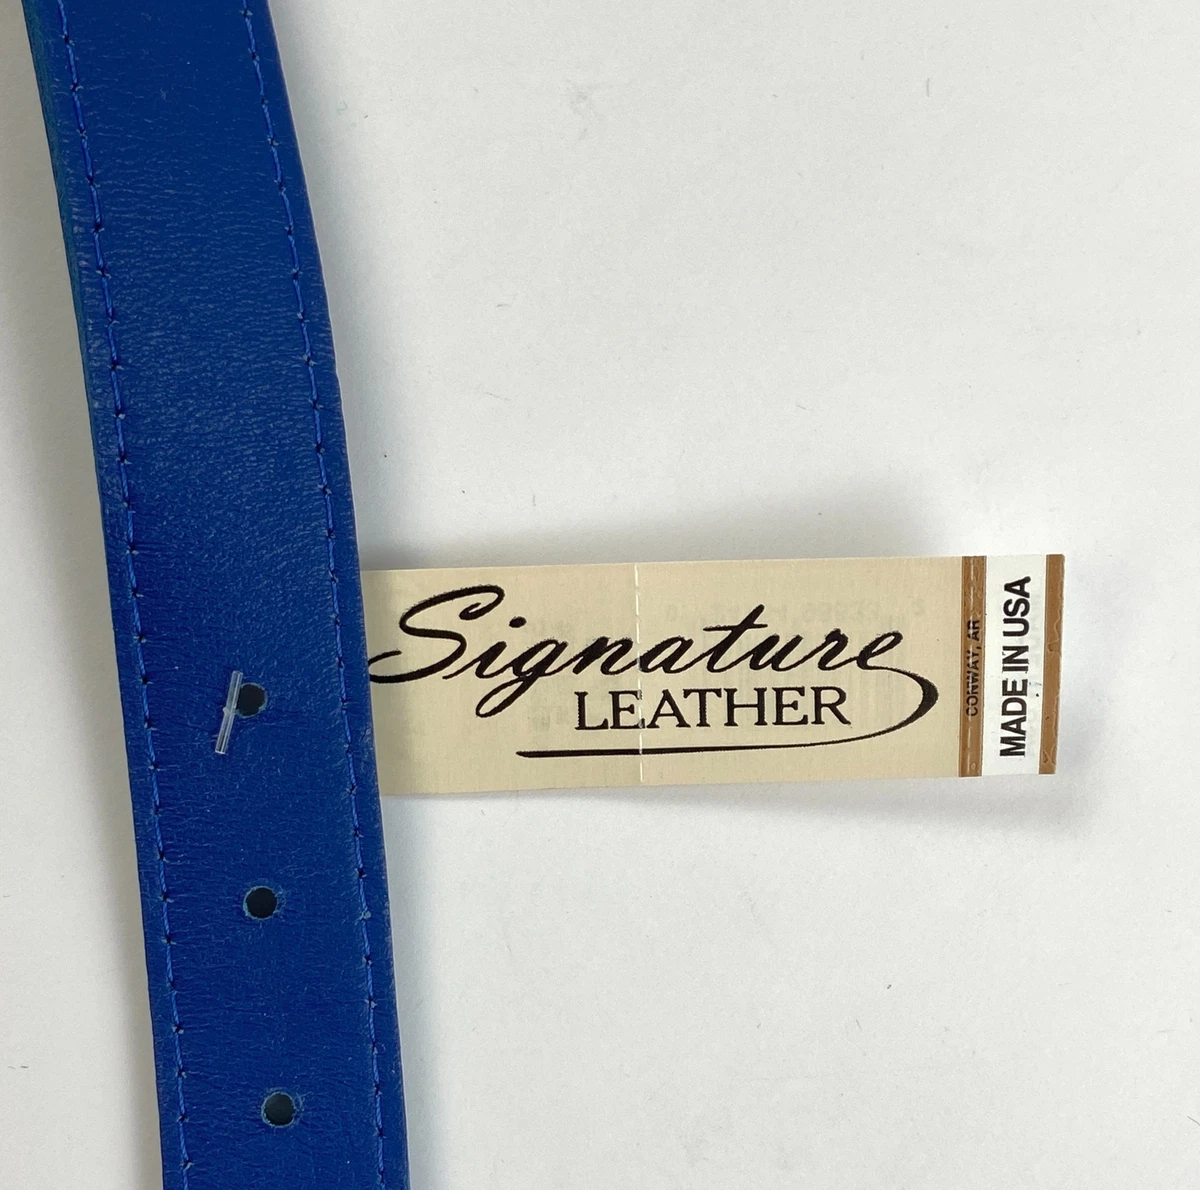 Signature
LEATHER
CONWAY, AR
MADE IN USA